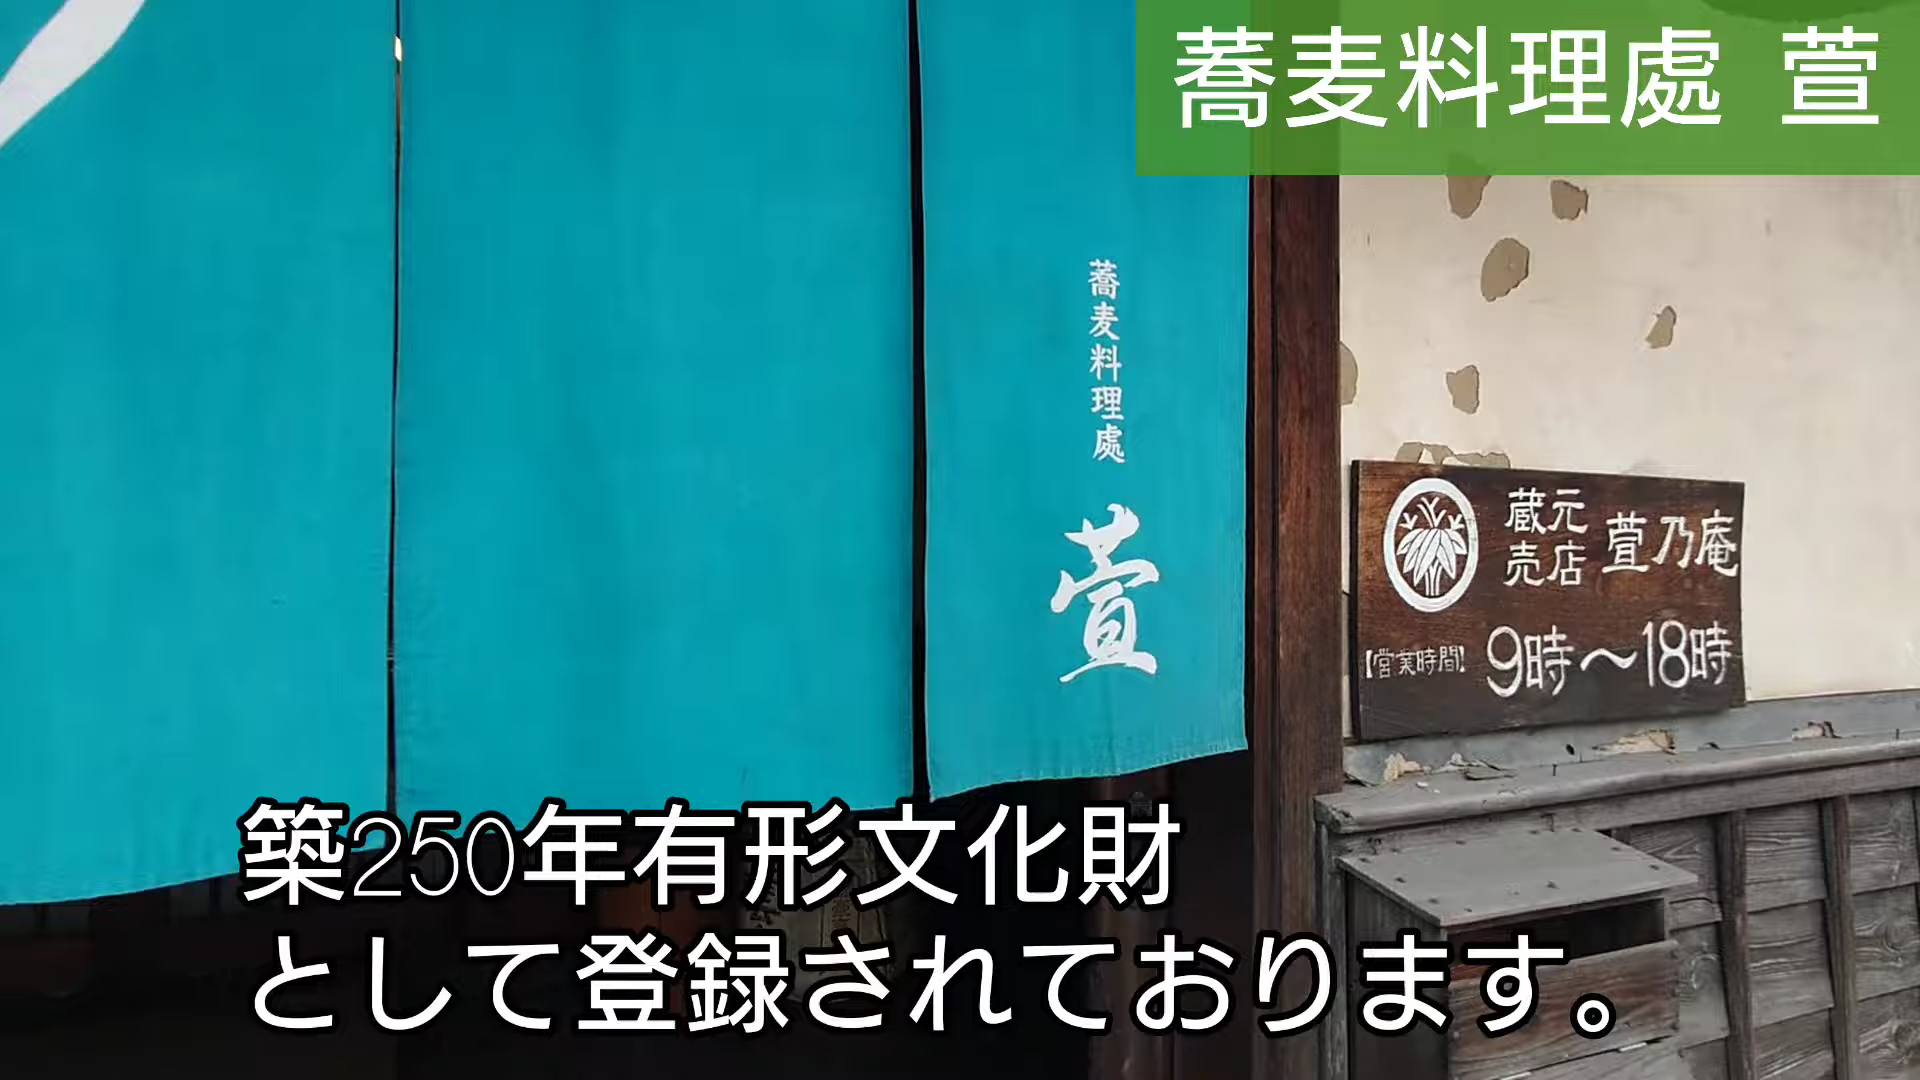 蕎麦料理處 萱
蕎麦料理處
萱
蔵元
売店
萱乃庵
【営業時間】 9時〜18時
築250年有形文化財
として登録されております。